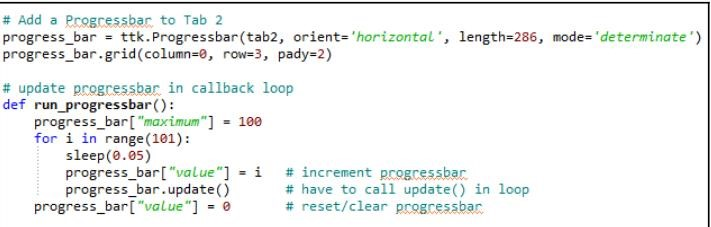 # Add a Progressbar to Tab 2
progress_bar = ttk.Progressbar(tab2, orient='horizontal', length=286, mode='determinate')
progress_bar.grid(column=0, row=3, pady=2)
# update progressbar in callback loop
def run_progressbar():
    progress_bar["maximum"] = 100
    for i in range(101):
        sleep(0.05)
        progress_bar["value"] = i   # increment progressbar
        progress_bar.update()       # have to call update() in loop
    progress_bar["value"] = 0       # reset/clear progressbar